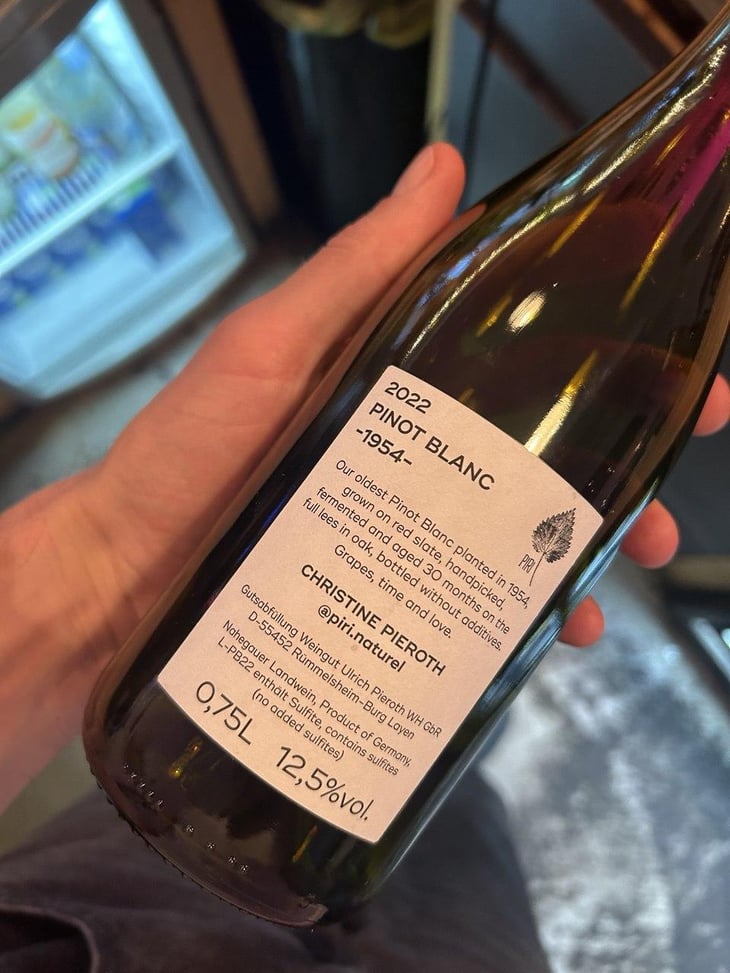 2022
PINOT BLANC
-1954-
Our oldest Pinot Blanc planted in 1954,
grown on red slate, handpicked,
fermented and aged 30 months on the
full lees in oak, bottled without additives.
Grapes, time and love.
PIRI
CHRISTINE PIEROTH
@piri.naturel
Gutsabfüllung Weingut Ulrich Pieroth WH GbR
D-55452 Rümmelsheim-Burg Layen
Nahegauer Landwein, Product of Germany,
L-PB22 enthält Sulfite, contains sulfites
(no added sulfites)
0,75L 12,5%vol.